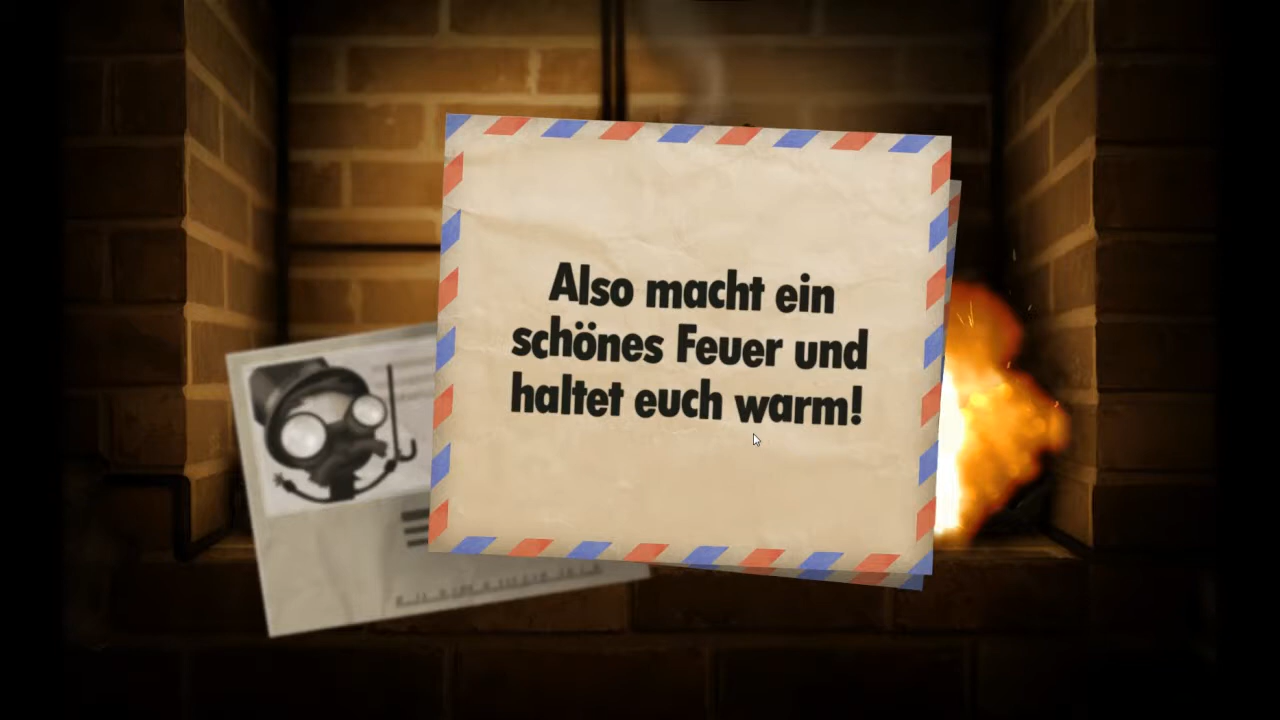 Also macht ein
schönes Feuer und
haltet euch warm!